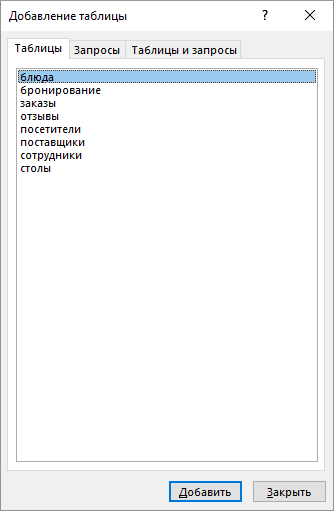 Добавление таблицы ?
Таблицы Запросы Таблицы и запросы
блюда
бронирование
заказы
отзывы
посетители
поставщики
сотрудники
столы
Добавить Закрыть